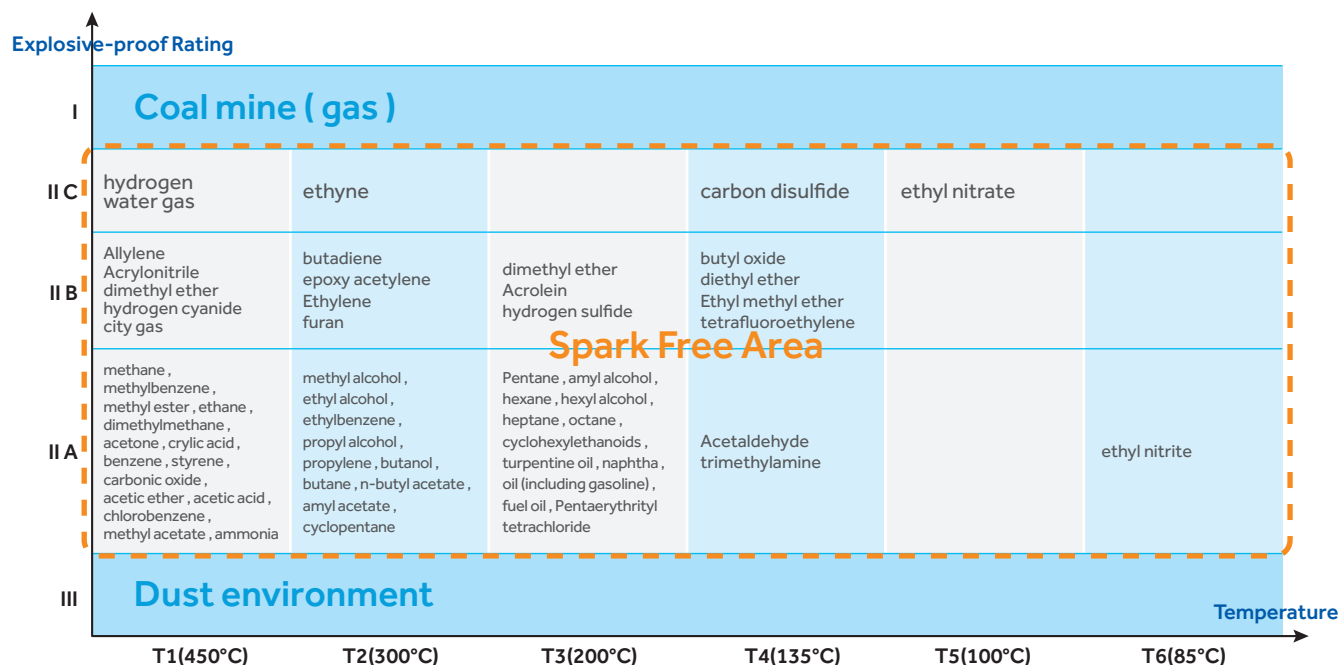 Explosive-proof Rating
I
Coal mine ( gas )
II C
hydrogen
water gas
ethyne
carbon disulfide
ethyl nitrate
II B
Allylene
Acrylonitrile
dimethyl ether
hydrogen cyanide
city gas
butadiene
epoxy acetylene
Ethylene
furan
dimethyl ether
Acrolein
hydrogen sulfide
butyl oxide
diethyl ether
Ethyl methyl ether
tetrafluoroethylene
Spark Free Area
II A
methane ,
methylbenzene ,
methyl ester , ethane ,
dimethylmethane ,
acetone , crylic acid ,
benzene , styrene ,
carbonic oxide ,
acetic ether , acetic acid ,
chlorobenzene ,
methyl acetate , ammonia
methyl alcohol ,
ethyl alcohol ,
ethylbenzene ,
propyl alcohol ,
propylene , butanol ,
butane , n-butyl acetate ,
amyl acetate ,
cyclopentane
Pentane , amyl alcohol ,
hexane , hexyl alcohol ,
heptane , octane ,
cyclohexylethanoids ,
turpentine oil , naphtha ,
oil (including gasoline) ,
fuel oil , Pentaerythrityl
tetrachloride
Acetaldehyde
trimethylamine
ethyl nitrite
III
Dust environment
Temperature
T1(450°C)
T2(300°C)
T3(200°C)
T4(135°C)
T5(100°C)
T6(85°C)